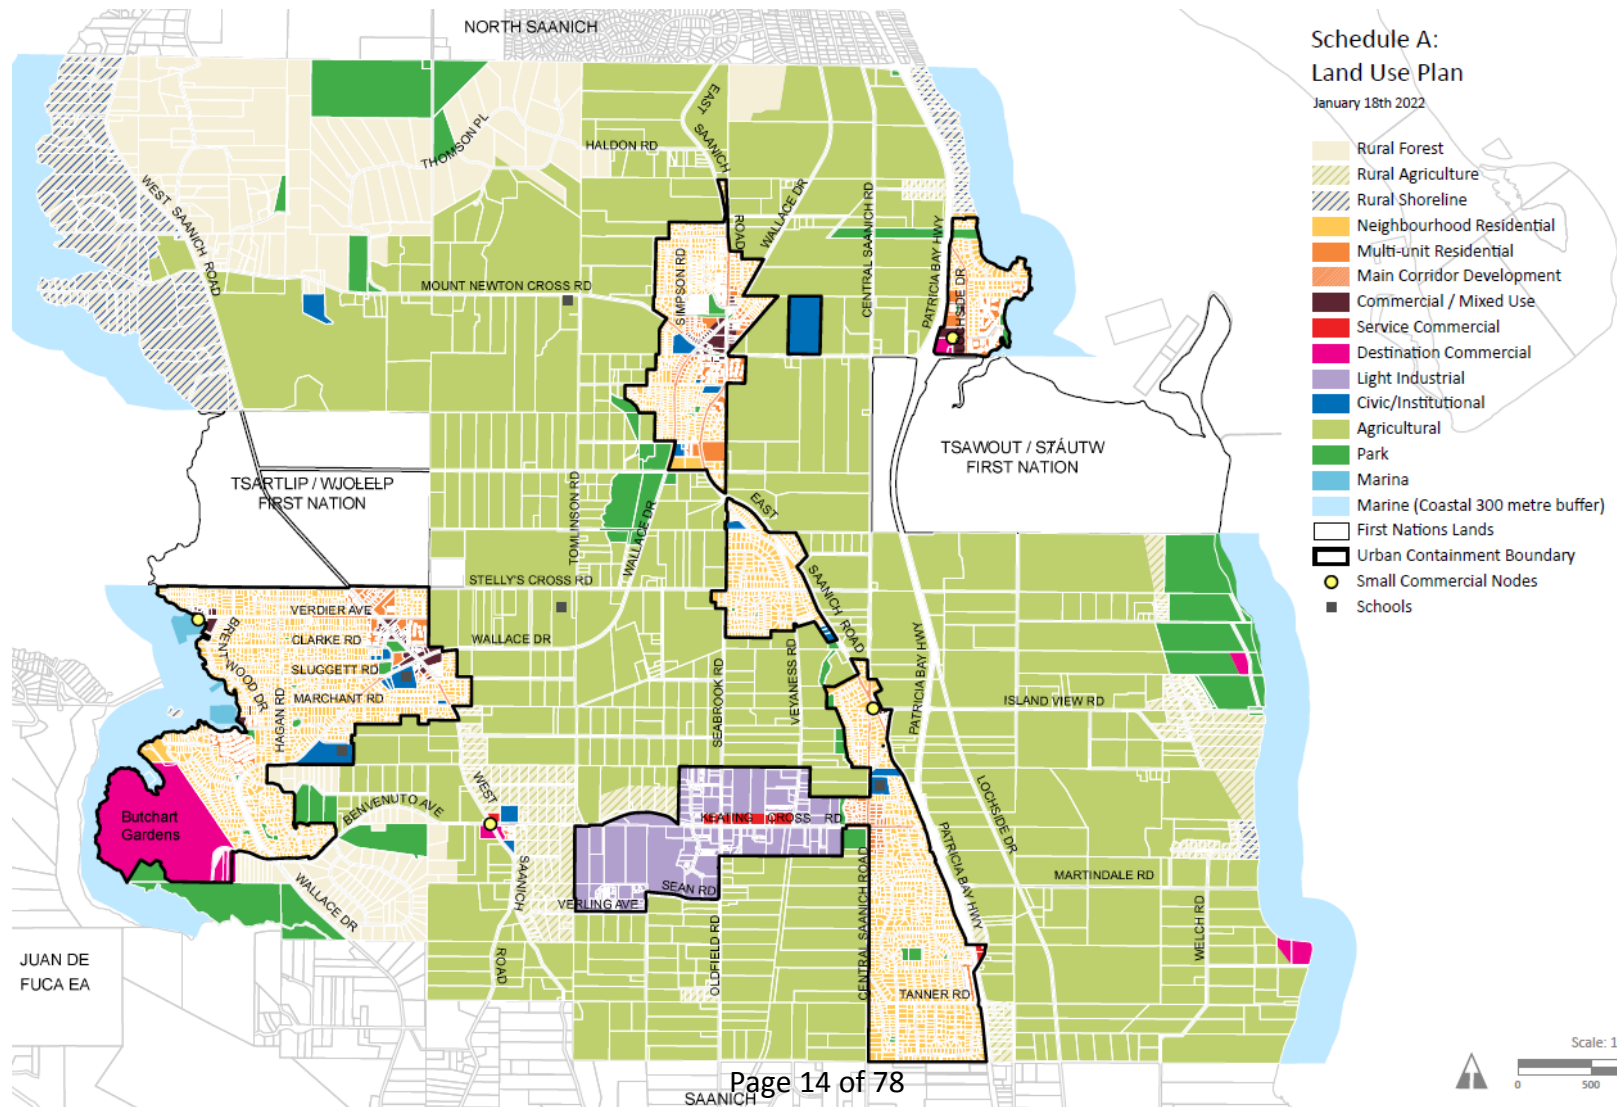 NORTH SAANICH
Schedule A:
Land Use Plan
January 18th 2022
Rural Forest
Rural Agriculture
Rural Shoreline
Neighbourhood Residential
Multi-unit Residential
Main Corridor Development
Commercial / Mixed Use
Service Commercial
Destination Commercial
Light Industrial
Civic/Institutional
Agricultural
Park
Marina
Marine (Coastal 300 metre buffer)
First Nations Lands
Urban Containment Boundary
Small Commercial Nodes
Schools
EAST
SAANICH
ROAD
THOMSON PL
HALDON RD
WEST SAANICH ROAD
WALLACE DR
CENTRAL SAANICH RD
PATRICIA BAY HWY
SIMPSON RD
MOUNT NEWTON CROSS RD
TSARTLIP / WJOȽEȽP
FIRST NATION
TSAWOUT / SȾÁUTW
FIRST NATION
TOMLINSON RD
WALLACE DR
EAST
SAANICH
ROAD
STELLY'S CROSS RD
VERDIER AVE
CLARKE RD
SLUGGETT RD
MARCHANT RD
BRENTWOOD DR
HAGAN RD
WALLACE DR
SEABROOK RD
VEYANESS RD
PATRICIA BAY HWY
ISLAND VIEW RD
LOCHSIDE DR
Butchart
Gardens
BENVENUTO AVE
WEST
SAANICH
ROAD
KEATING CROSS RD
SEAN RD
VERLING AVE
WALLACE DR
OLDFIELD RD
CENTRAL SAANICH ROAD
PATRICIA BAY HWY
MARTINDALE RD
WELCH RD
TANNER RD
JUAN DE
FUCA EA
Page 14 of 78
SAANICH
Scale: 1
0 500